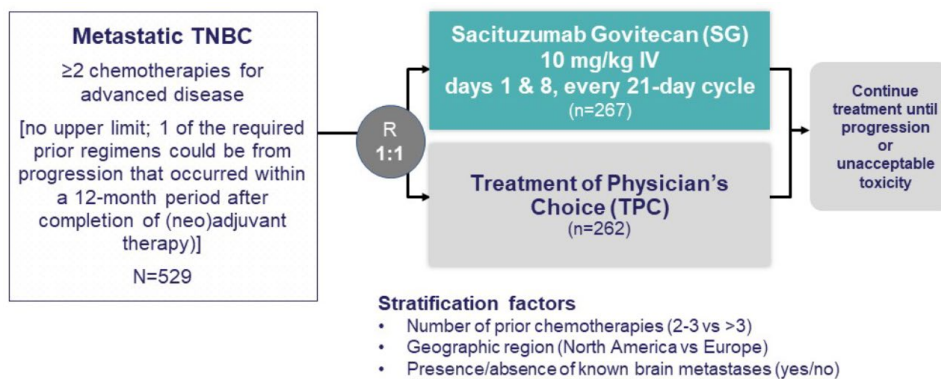 Metastatic TNBC
≥2 chemotherapies for
advanced disease
[no upper limit; 1 of the required
prior regimens could be from
progression that occurred within
a 12-month period after
completion of (neo)adjuvant
therapy)]
N=529
R
1:1
Sacituzumab Govitecan (SG)
10 mg/kg IV
days 1 & 8, every 21-day cycle
(n=267)
Treatment of Physician's
Choice (TPC)
(n=262)
Continue
treatment until
progression
or
unacceptable
toxicity
Stratification factors
• Number of prior chemotherapies (2-3 vs >3)
• Geographic region (North America vs Europe)
• Presence/absence of known brain metastases (yes/no)